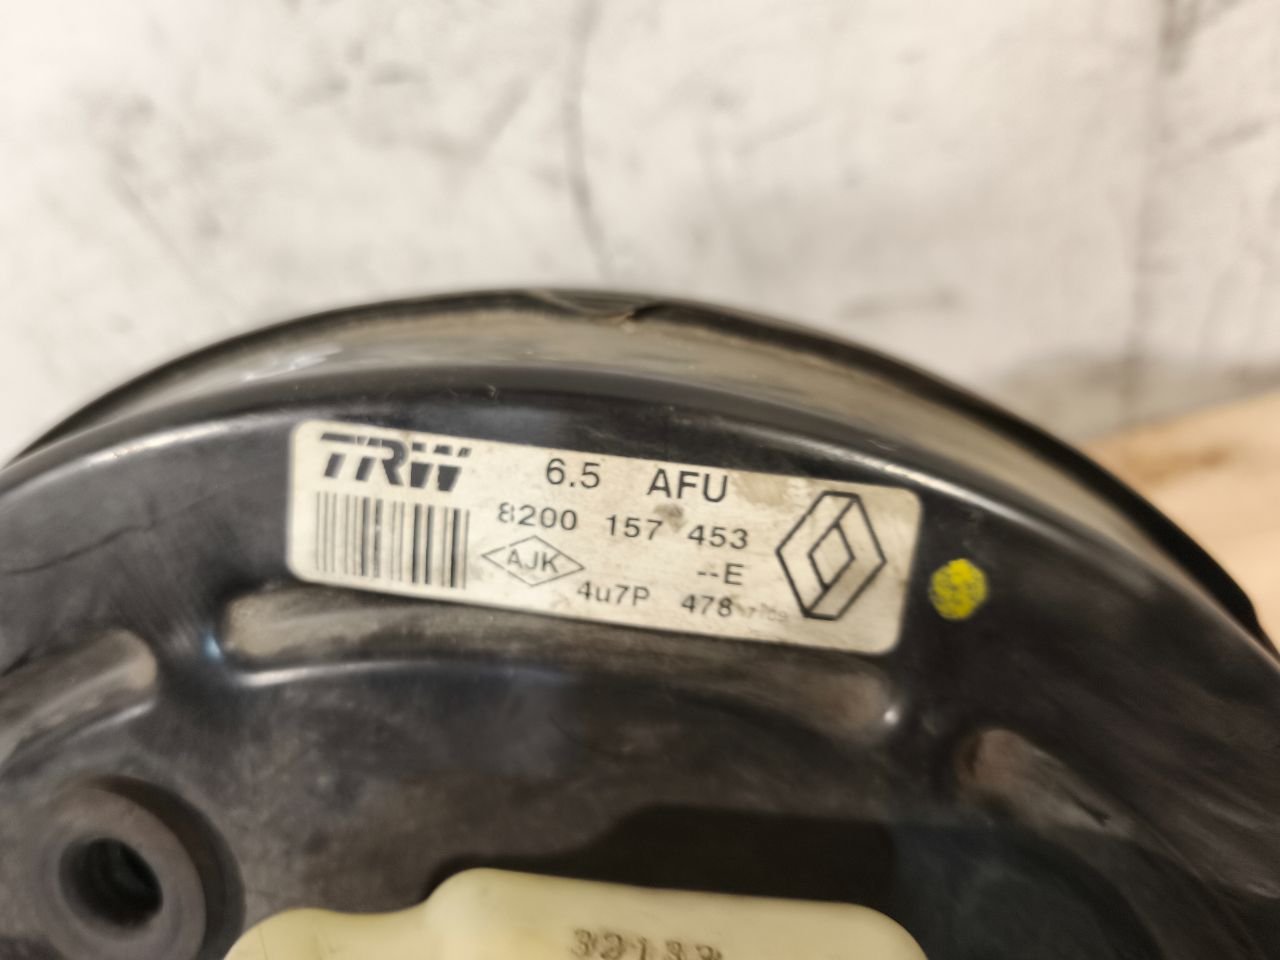 TRW
6.5 AFU
8200 157 453
AJK
--E
4u7P 478